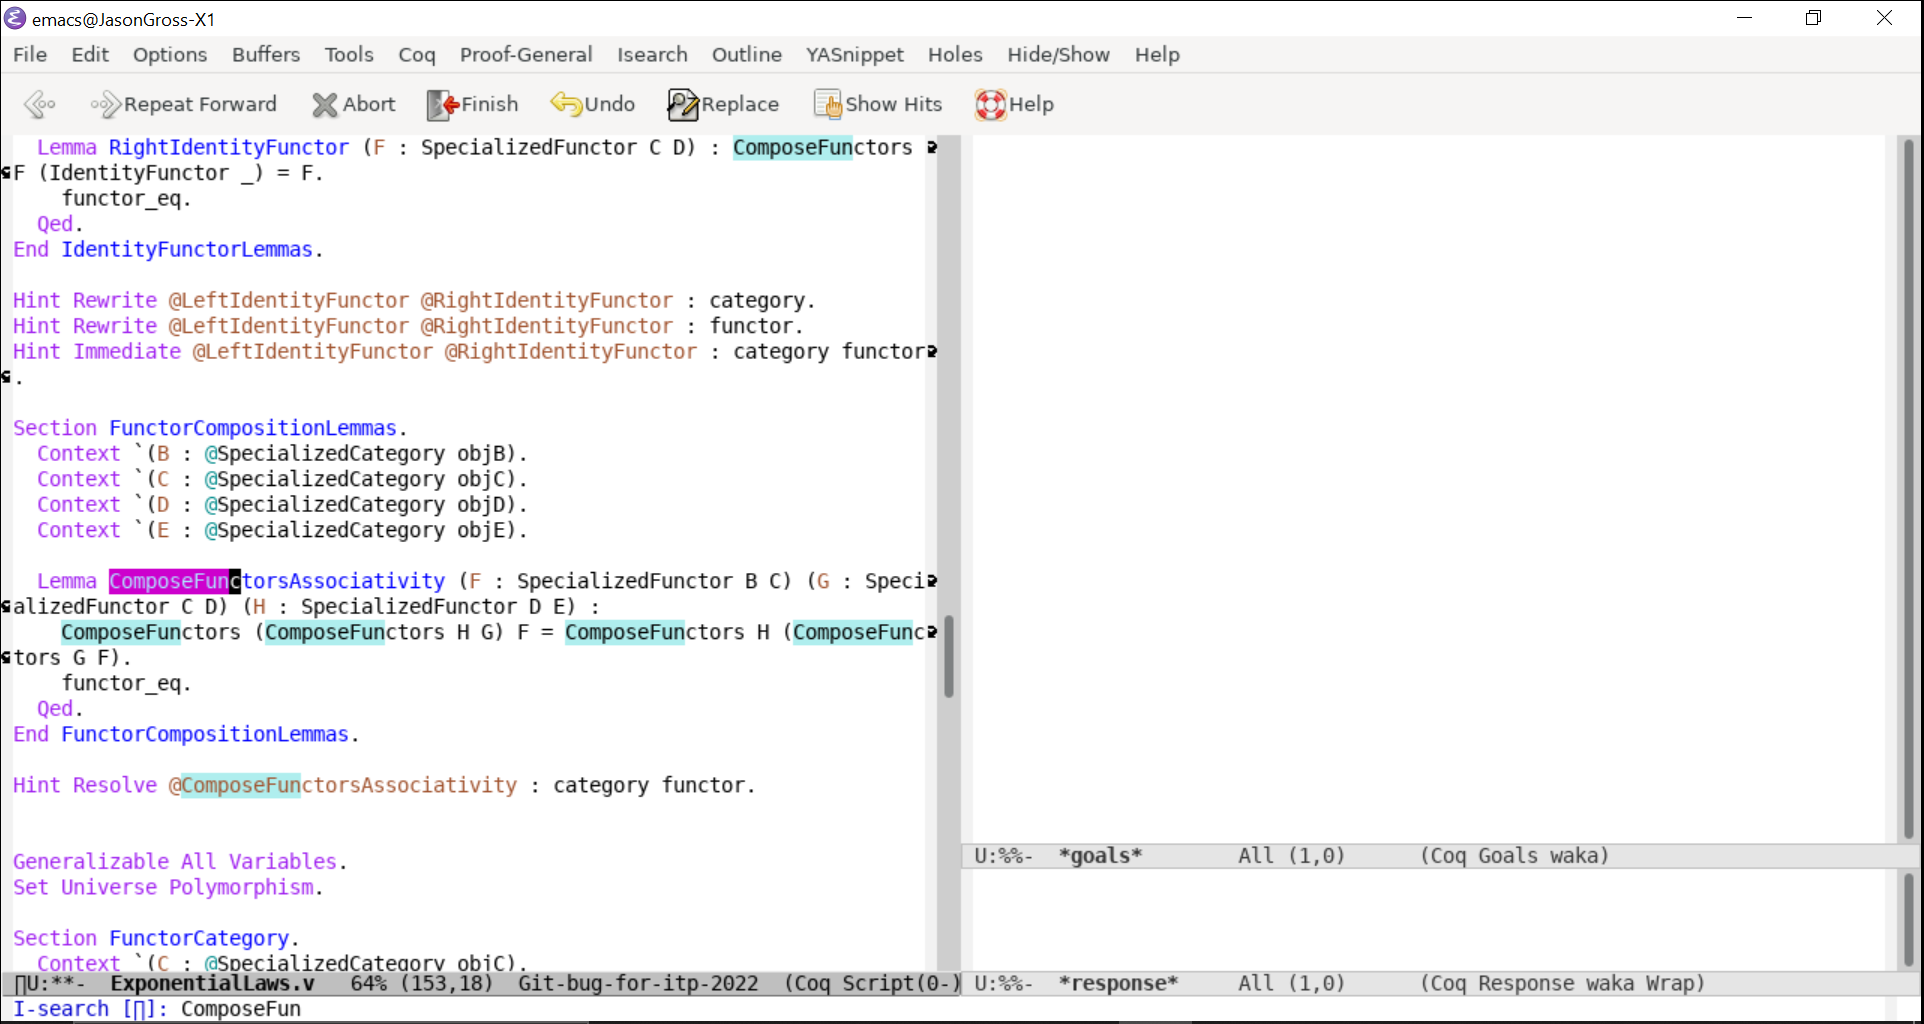 emacs@JasonGross-X1
File Edit Options Buffers Tools Coq Proof-General Isearch Outline YASnippet Holes Hide/Show Help
Repeat Forward Abort Finish Undo Replace Show Hits Help
Lemma RightIdentityFunctor (F : SpecializedFunctor C D) : ComposeFunctors
F (IdentityFunctor _) = F.
functor_eq.
Qed.
End IdentityFunctorLemmas.
Hint Rewrite @LeftIdentityFunctor @RightIdentityFunctor : category.
Hint Rewrite @LeftIdentityFunctor @RightIdentityFunctor : functor.
Hint Immediate @LeftIdentityFunctor @RightIdentityFunctor : category functor
.
Section FunctorCompositionLemmas.
Context `(B : @SpecializedCategory objB).
Context `(C : @SpecializedCategory objC).
Context `(D : @SpecializedCategory objD).
Context `(E : @SpecializedCategory objE).
Lemma ComposeFunctorsAssociativity (F : SpecializedFunctor B C) (G : Speci
alizedFunctor C D) (H : SpecializedFunctor D E) :
ComposeFunctors (ComposeFunctors H G) F = ComposeFunctors H (ComposeFunc
tors G F).
functor_eq.
Qed.
End FunctorCompositionLemmas.
Hint Resolve @ComposeFunctorsAssociativity : category functor.
Generalizable All Variables.
Set Universe Polymorphism.
Section FunctorCategory.
Context `(C : @SpecializedCategory objC).
∏U:**- ExponentialLaws.v 64% (153,18) Git-bug-for-itp-2022 (Coq Script(0-)
I-search [∏]: ComposeFun
U:%%- *goals* All (1,0) (Coq Goals waka)
U:%%- *response* All (1,0) (Coq Response waka Wrap)